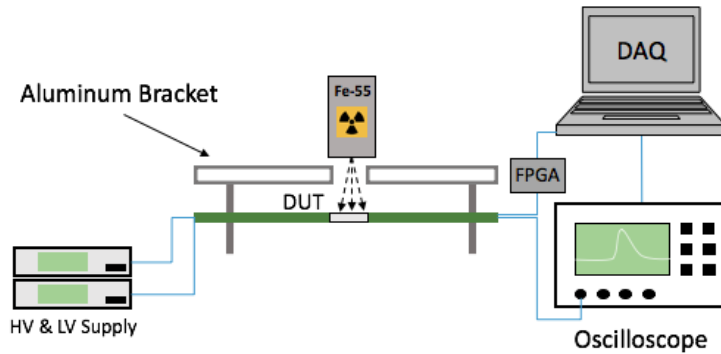 DAQ
Fe-55
Aluminum Bracket
FPGA
DUT
HV & LV Supply
Oscilloscope